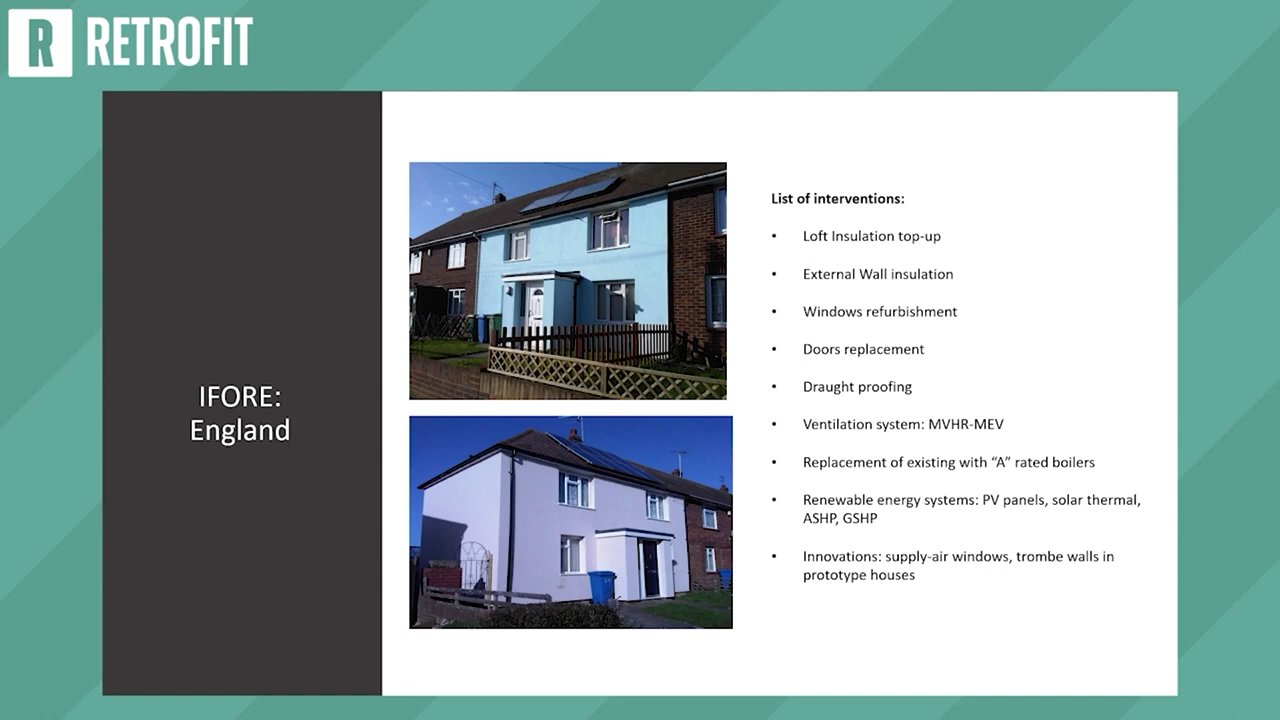 R RETROFIT
IFORE:
England
List of interventions:
• Loft Insulation top-up
• External Wall insulation
• Windows refurbishment
• Doors replacement
• Draught proofing
• Ventilation system: MVHR-MEV
• Replacement of existing with “A” rated boilers
• Renewable energy systems: PV panels, solar thermal,
ASHP, GSHP
• Innovations: supply-air windows, trombe walls in
prototype houses